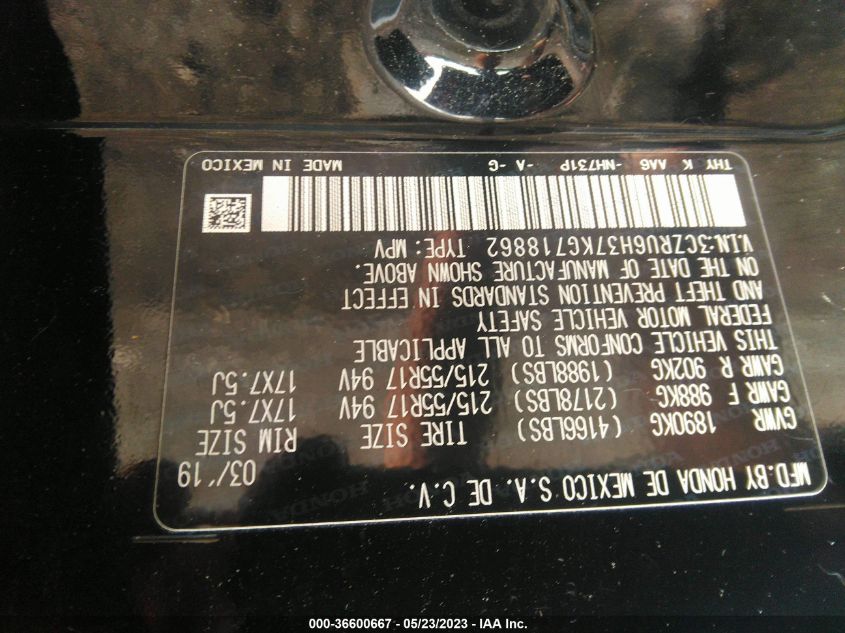 MFD.BY HONDA DE MEXICO S.A. DE C.V. 03/19
GVWR 1890KG (4166LBS) TIRE SIZE RIM SIZE
GAWR F 988KG (2178LBS) 215/55R17 94V 17X7.5J
GAWR R 902KG (1988LBS) 215/55R17 94V 17X7.5J
THIS VEHICLE CONFORMS TO ALL APPLICABLE
FEDERAL MOTOR VEHICLE SAFETY
AND THEFT PREVENTION STANDARDS IN EFFECT
ON THE DATE OF MANUFACTURE SHOWN ABOVE.
VIN-3CZRU6H37KG718862 TYPE: MPV
THY K AA6 -NH731P -A -G MADE IN MEXICO
000-36600667 - 05/23/2023 - IAA Inc.